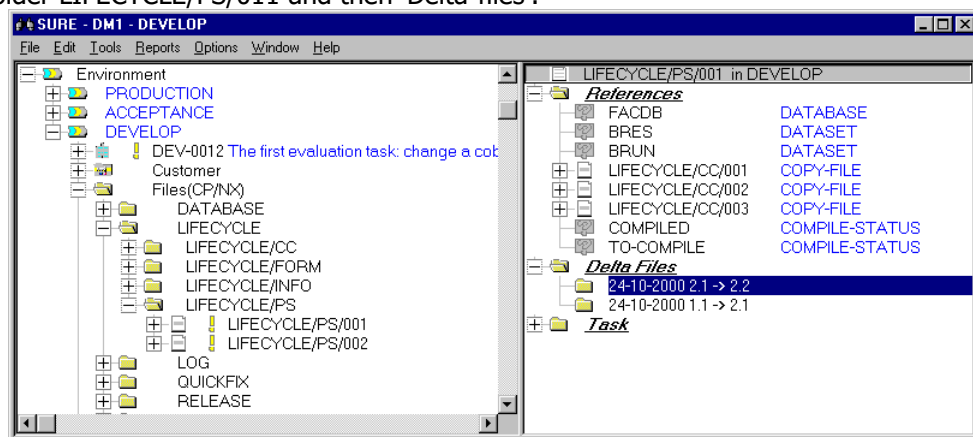 older LIFECYCLE/PS/011 and then 'Delta files'.
SURE - DM1 - DEVELOP
File Edit Tools Reports Options Window Help
Environment
PRODUCTION
ACCEPTANCE
DEVELOP
DEV-0012 The first evaluation task: change a cob
Customer
Files(CP/NX)
DATABASE
LIFECYCLE
LIFECYCLE/CC
LIFECYCLE/FORM
LIFECYCLE/INFO
LIFECYCLE/PS
LIFECYCLE/PS/001
LIFECYCLE/PS/002
LOG
QUICKFIX
RELEASE
LIFECYCLE/PS/001 in DEVELOP
References
FACDB DATABASE
BRES DATASET
BRUN DATASET
LIFECYCLE/CC/001 COPY-FILE
LIFECYCLE/CC/002 COPY-FILE
LIFECYCLE/CC/003 COPY-FILE
COMPILED COMPILE-STATUS
TO-COMPILE COMPILE-STATUS
Delta Files
24-10-2000 2.1 -> 2.2
24-10-2000 1.1 -> 2.1
Task